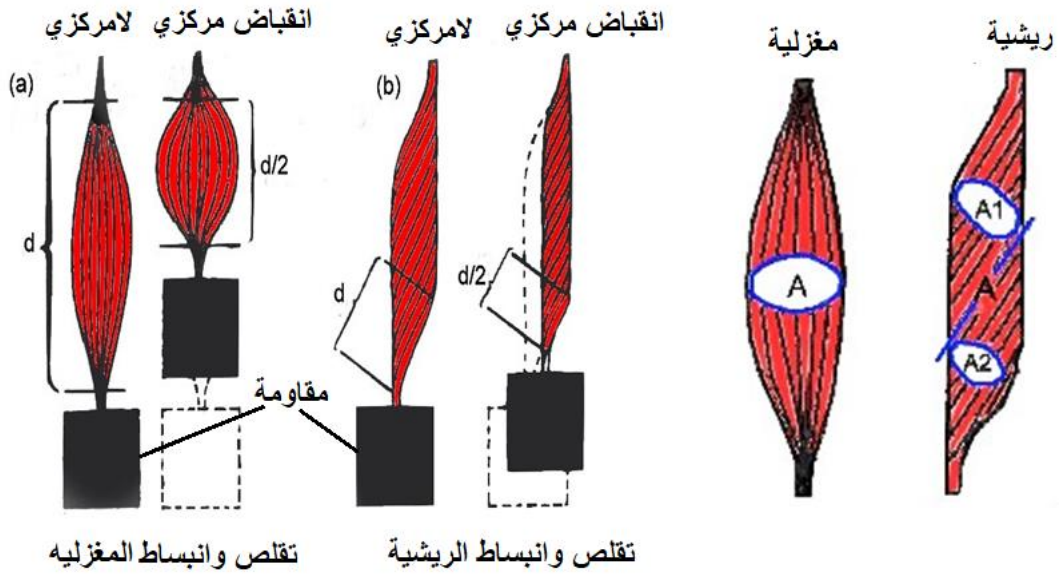 لامركزي
انقباض مركزي
(a)
d
d/2
مقاومة
تقلص وانبساط المغزليه
لامركزي
انقباض مركزي
(b)
d
d/2
تقلص وانبساط الريشية
مغزلية
A
ريشية
A1
A
A2